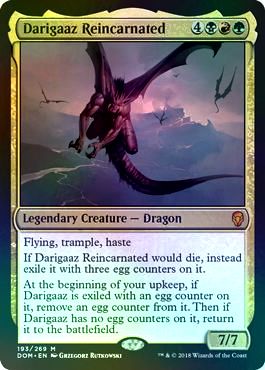 Darigaaz Reincarnated 4
Legendary Creature — Dragon
Flying, trample, haste
If Darigaaz Reincarnated would die, instead
exile it with three egg counters on it.
At the beginning of your upkeep, if
Darigaaz is exiled with an egg counter on
it, remove an egg counter from it. Then if
Darigaaz has no egg counters on it, return
it to the battlefield.
7/7
193/269 M
DOM • EN GRZEGORZ RUTKOWSKI
™ & © 2018 Wizards of the Coast